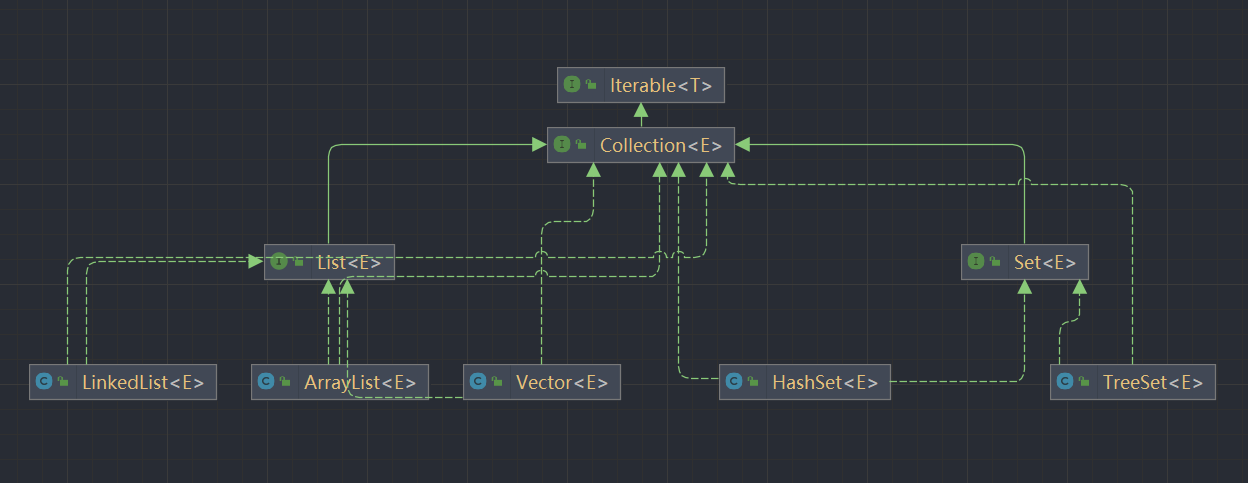 I Iterable<T>
I Collection<E>
I List<E>
I Set<E>
C LinkedList<E>
C ArrayList<E>
C Vector<E>
C HashSet<E>
C TreeSet<E>